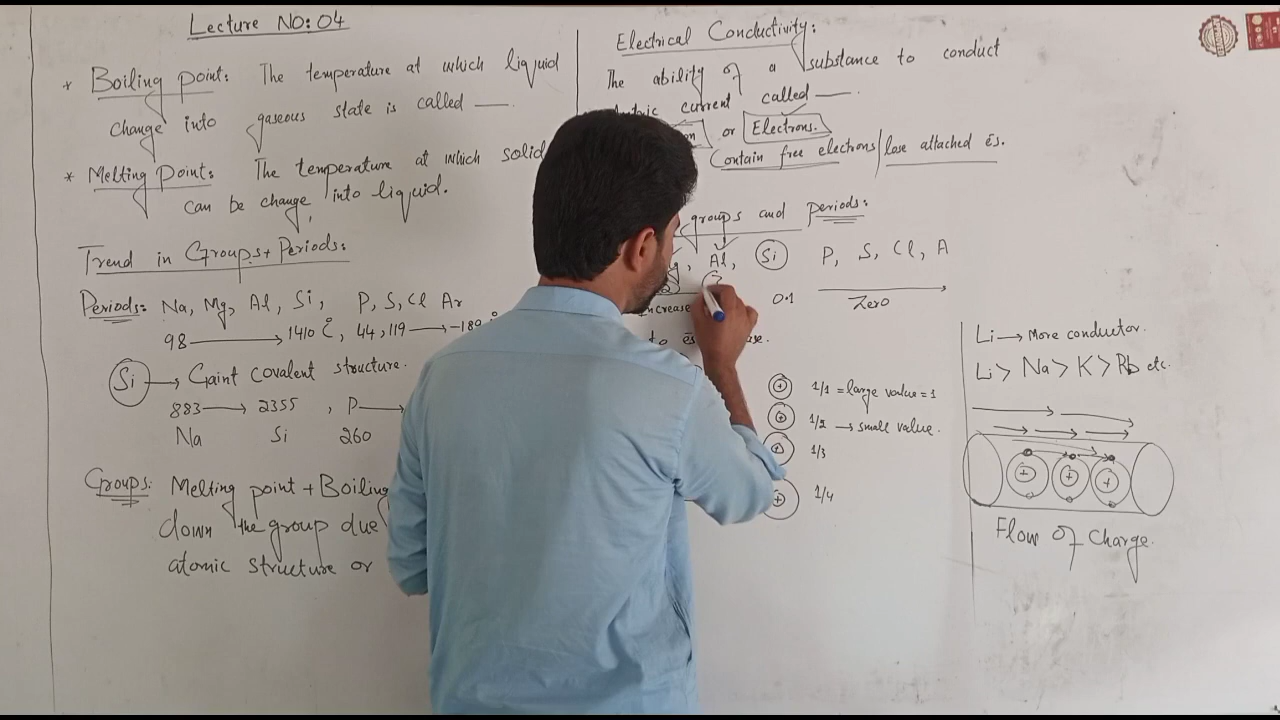 Lecture NO: 04
* Boiling point: The temperature at which liquid
change into gaseous state is called —.
* Melting Point: The temperature at which solid
can be change into liquid.
Trend in Groups + Periods:
Periods: Na, Mg, Al, Si, P, S, Cl Ar
98 → 1410 C°, 44, 119 → -189
Si → Gaint covalent structure.
883 → 2355 , P →
Na Si 260
Groups: Melting point + Boiling
down the group due
atomic structure or
Electrical Conductivity:
The ability of a substance to conduct
current called —.
or Electrons.
Contain free electrons / lose attached ēs.
groups and periods:
Al, Si P, S, Cl, A
0.1 Zero
to ēs
1/1 = large value = 1
1/2 → small value.
1/3
1/4
Li → More conductor.
Li > Na > K > Rb etc.
Flow of Charge.